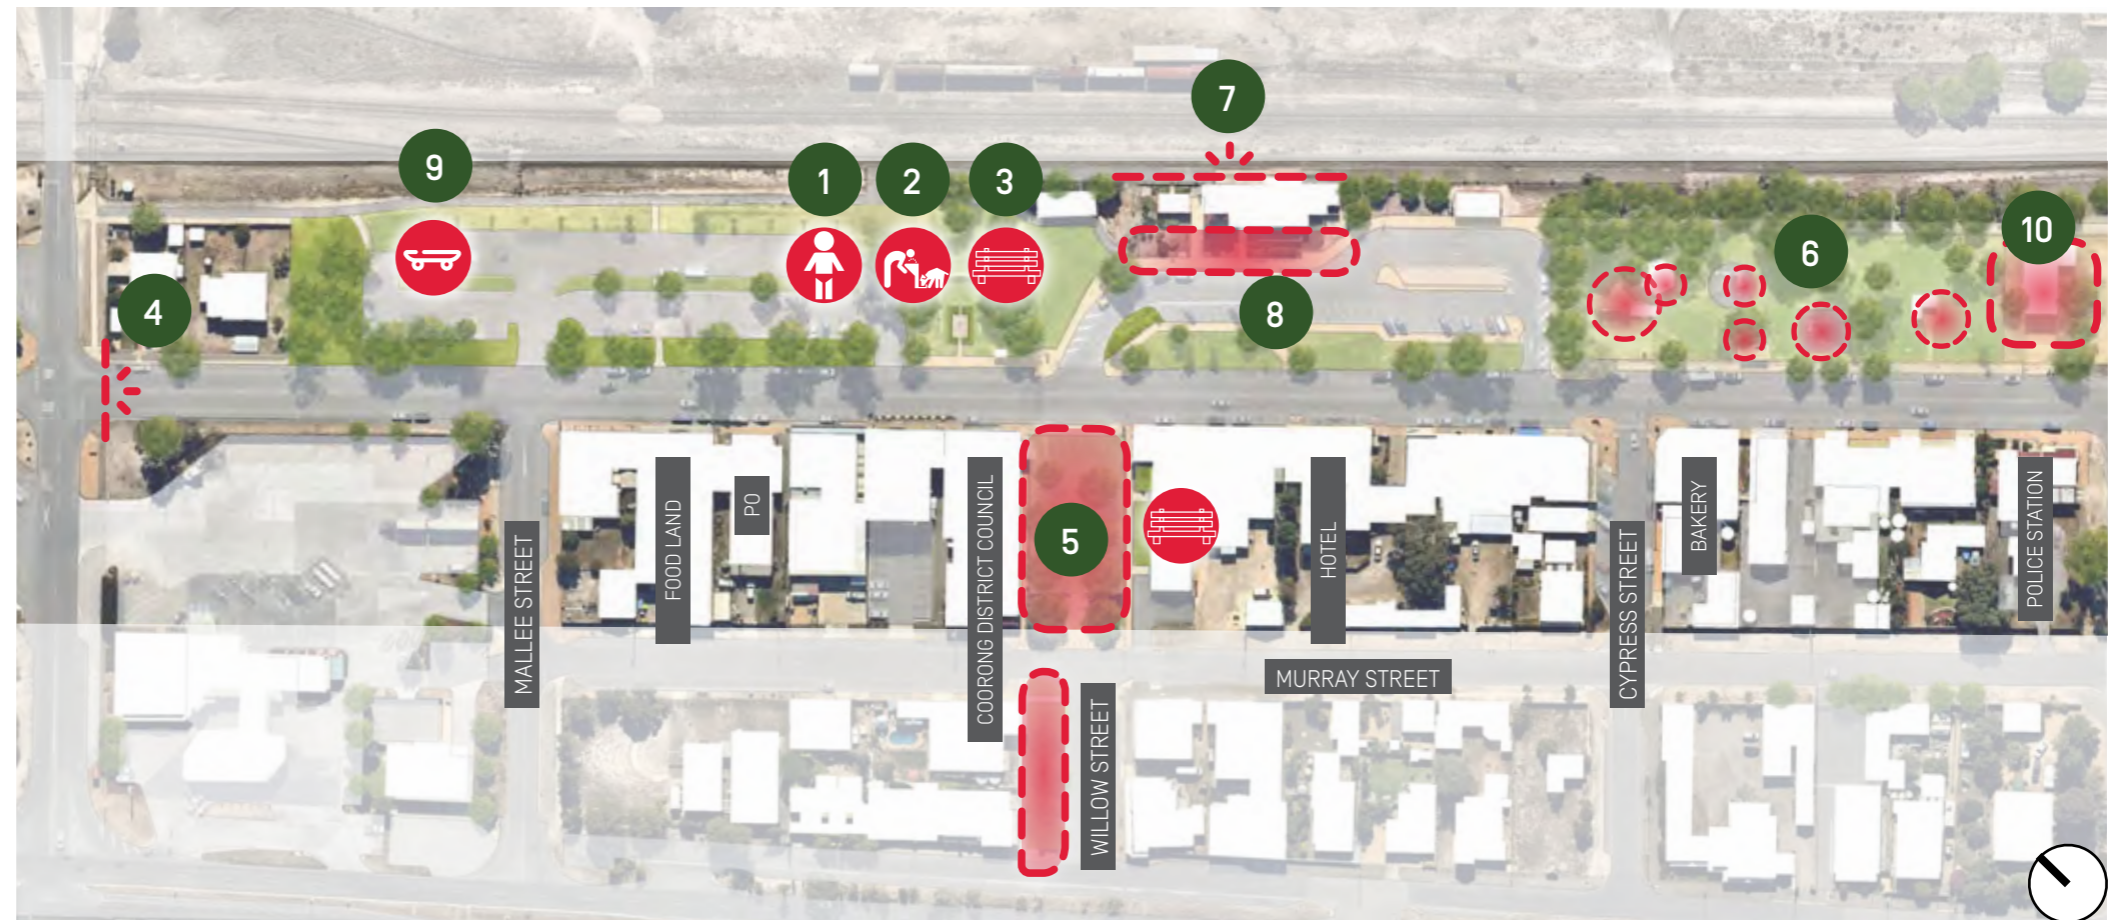 7
9
1
2
3
10
6
4
8
5
FOOD LAND
PO
COORONG DISTRICT COUNCIL
HOTEL
BAKERY
POLICE STATION
MALLEE STREET
CYPRESS STREET
MURRAY STREET
WILLOW STREET